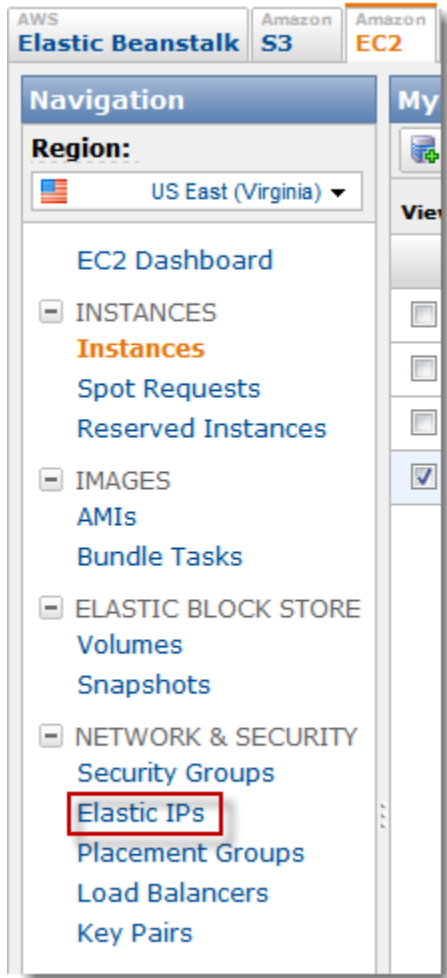 AWS
Elastic Beanstalk
Amazon
S3
Amazon
EC2
Navigation
My
Region:
US East (Virginia)
EC2 Dashboard
INSTANCES
Instances
Spot Requests
Reserved Instances
IMAGES
AMIs
Bundle Tasks
ELASTIC BLOCK STORE
Volumes
Snapshots
NETWORK & SECURITY
Security Groups
Elastic IPs
Placement Groups
Load Balancers
Key Pairs